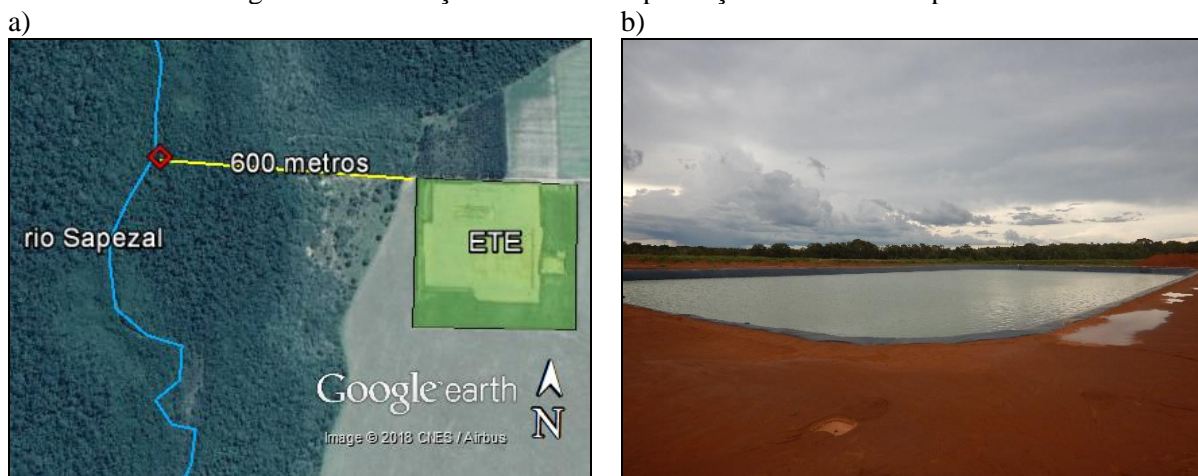 a)
b)
600 metros
rio Sapezal
ETE
Google earth
Image © 2018 CNES / Airbus
N